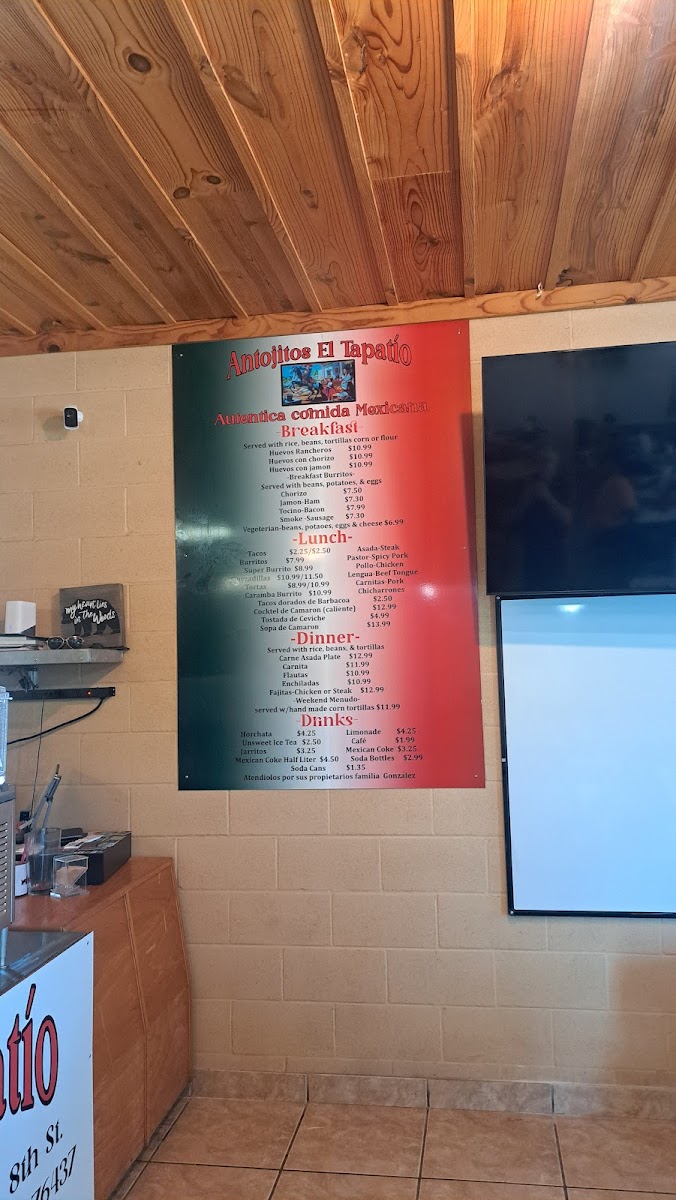 Antojitos El Tapatío
Autentica comida Mexicana
-Breakfast-
Served with rice, beans, tortillas corn or flour
Huevos Rancheros $10.99
Huevos con chorizo $10.99
Huevos con jamon $10.99
-Breakfast Burritos-
Served with beans, potatoes, & eggs
Chorizo $7.50
Jamon-Ham $7.30
Tocino-Bacon $7.99
Smoke -Sausage $7.30
Vegeterian-beans, potaoes, eggs & cheese $6.99
-Lunch-
Tacos $2.25/$2.50 Asada-Steak
Burritos $7.99 Pastor-Spicy Pork
Super Burrito $8.99 Pollo-Chicken
Quesadillas $10.99/11.50 Lengua-Beef Tongue
Tortas $8.99/10.99 Carnitas-Pork
Caramba Burrito $10.99 Chicharrones
Tacos dorados de Barbacoa $2.50
Cocktel de Camaron (caliente) $12.99
Tostada de Ceviche $4.99
Sopa de Camaron $13.99
-Dinner-
Served with rice, beans, & tortillas
Carne Asada Plate $12.99
Carnita $11.99
Flautas $10.99
Enchiladas $10.99
Fajitas-Chicken or Steak $12.99
-Weekend Menudo-
served w/hand made corn tortillas $11.99
-Drinks-
Horchata $4.25 Limonade $4.25
Unsweet Ice Tea $2.50 Café $1.99
Jarritos $3.25 Mexican Coke $3.25
Mexican Coke Half Liter $4.50 Soda Bottles $2.99
Soda Cans $1.35
Atendidos por sus propietarios familia Gonzalez
my heart lies in the Woods
atío
8th St.
76437